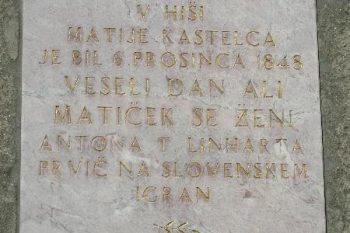 V HIŠI
MATIJE KASTELCA
JE BIL 6. PROSINCA 1848
VESELI DAN ALI
MATIČEK SE ŽENI
ANTONA T. LINHARTA
PRVIČ NA SLOVENSKEM
IGRAN